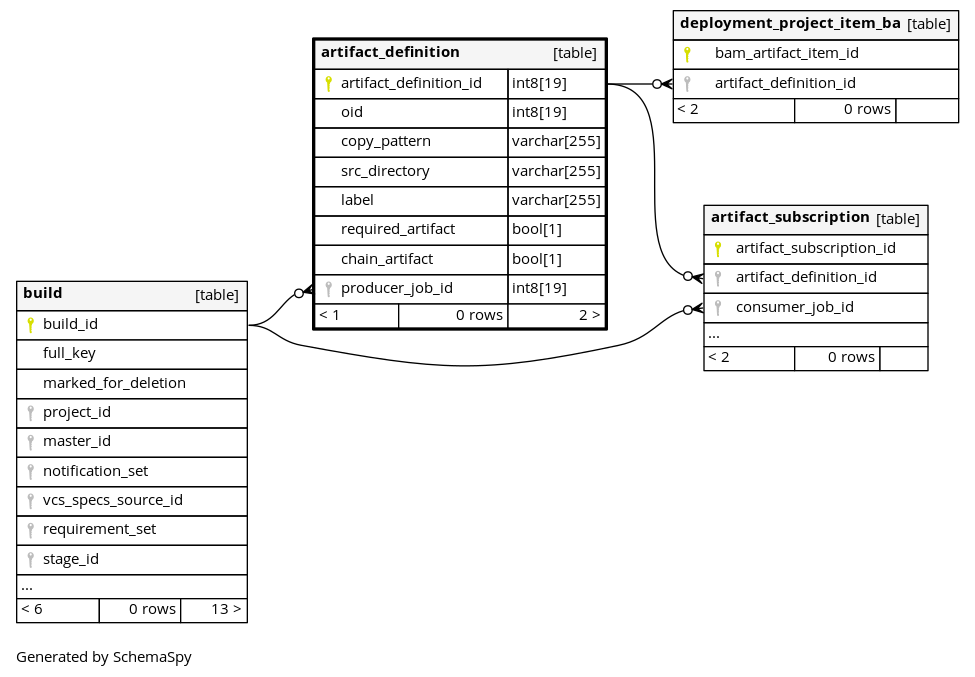 deployment_project_item_ba [table]
bam_artifact_item_id
artifact_definition_id
< 2 0 rows
artifact_definition [table]
artifact_definition_id int8[19]
oid int8[19]
copy_pattern varchar[255]
src_directory varchar[255]
label varchar[255]
required_artifact bool[1]
chain_artifact bool[1]
producer_job_id int8[19]
< 1 0 rows 2 >
artifact_subscription [table]
artifact_subscription_id
artifact_definition_id
consumer_job_id
...
< 2 0 rows
build [table]
build_id
full_key
marked_for_deletion
project_id
master_id
notification_set
vcs_specs_source_id
requirement_set
stage_id
...
< 6 0 rows 13 >
Generated by SchemaSpy